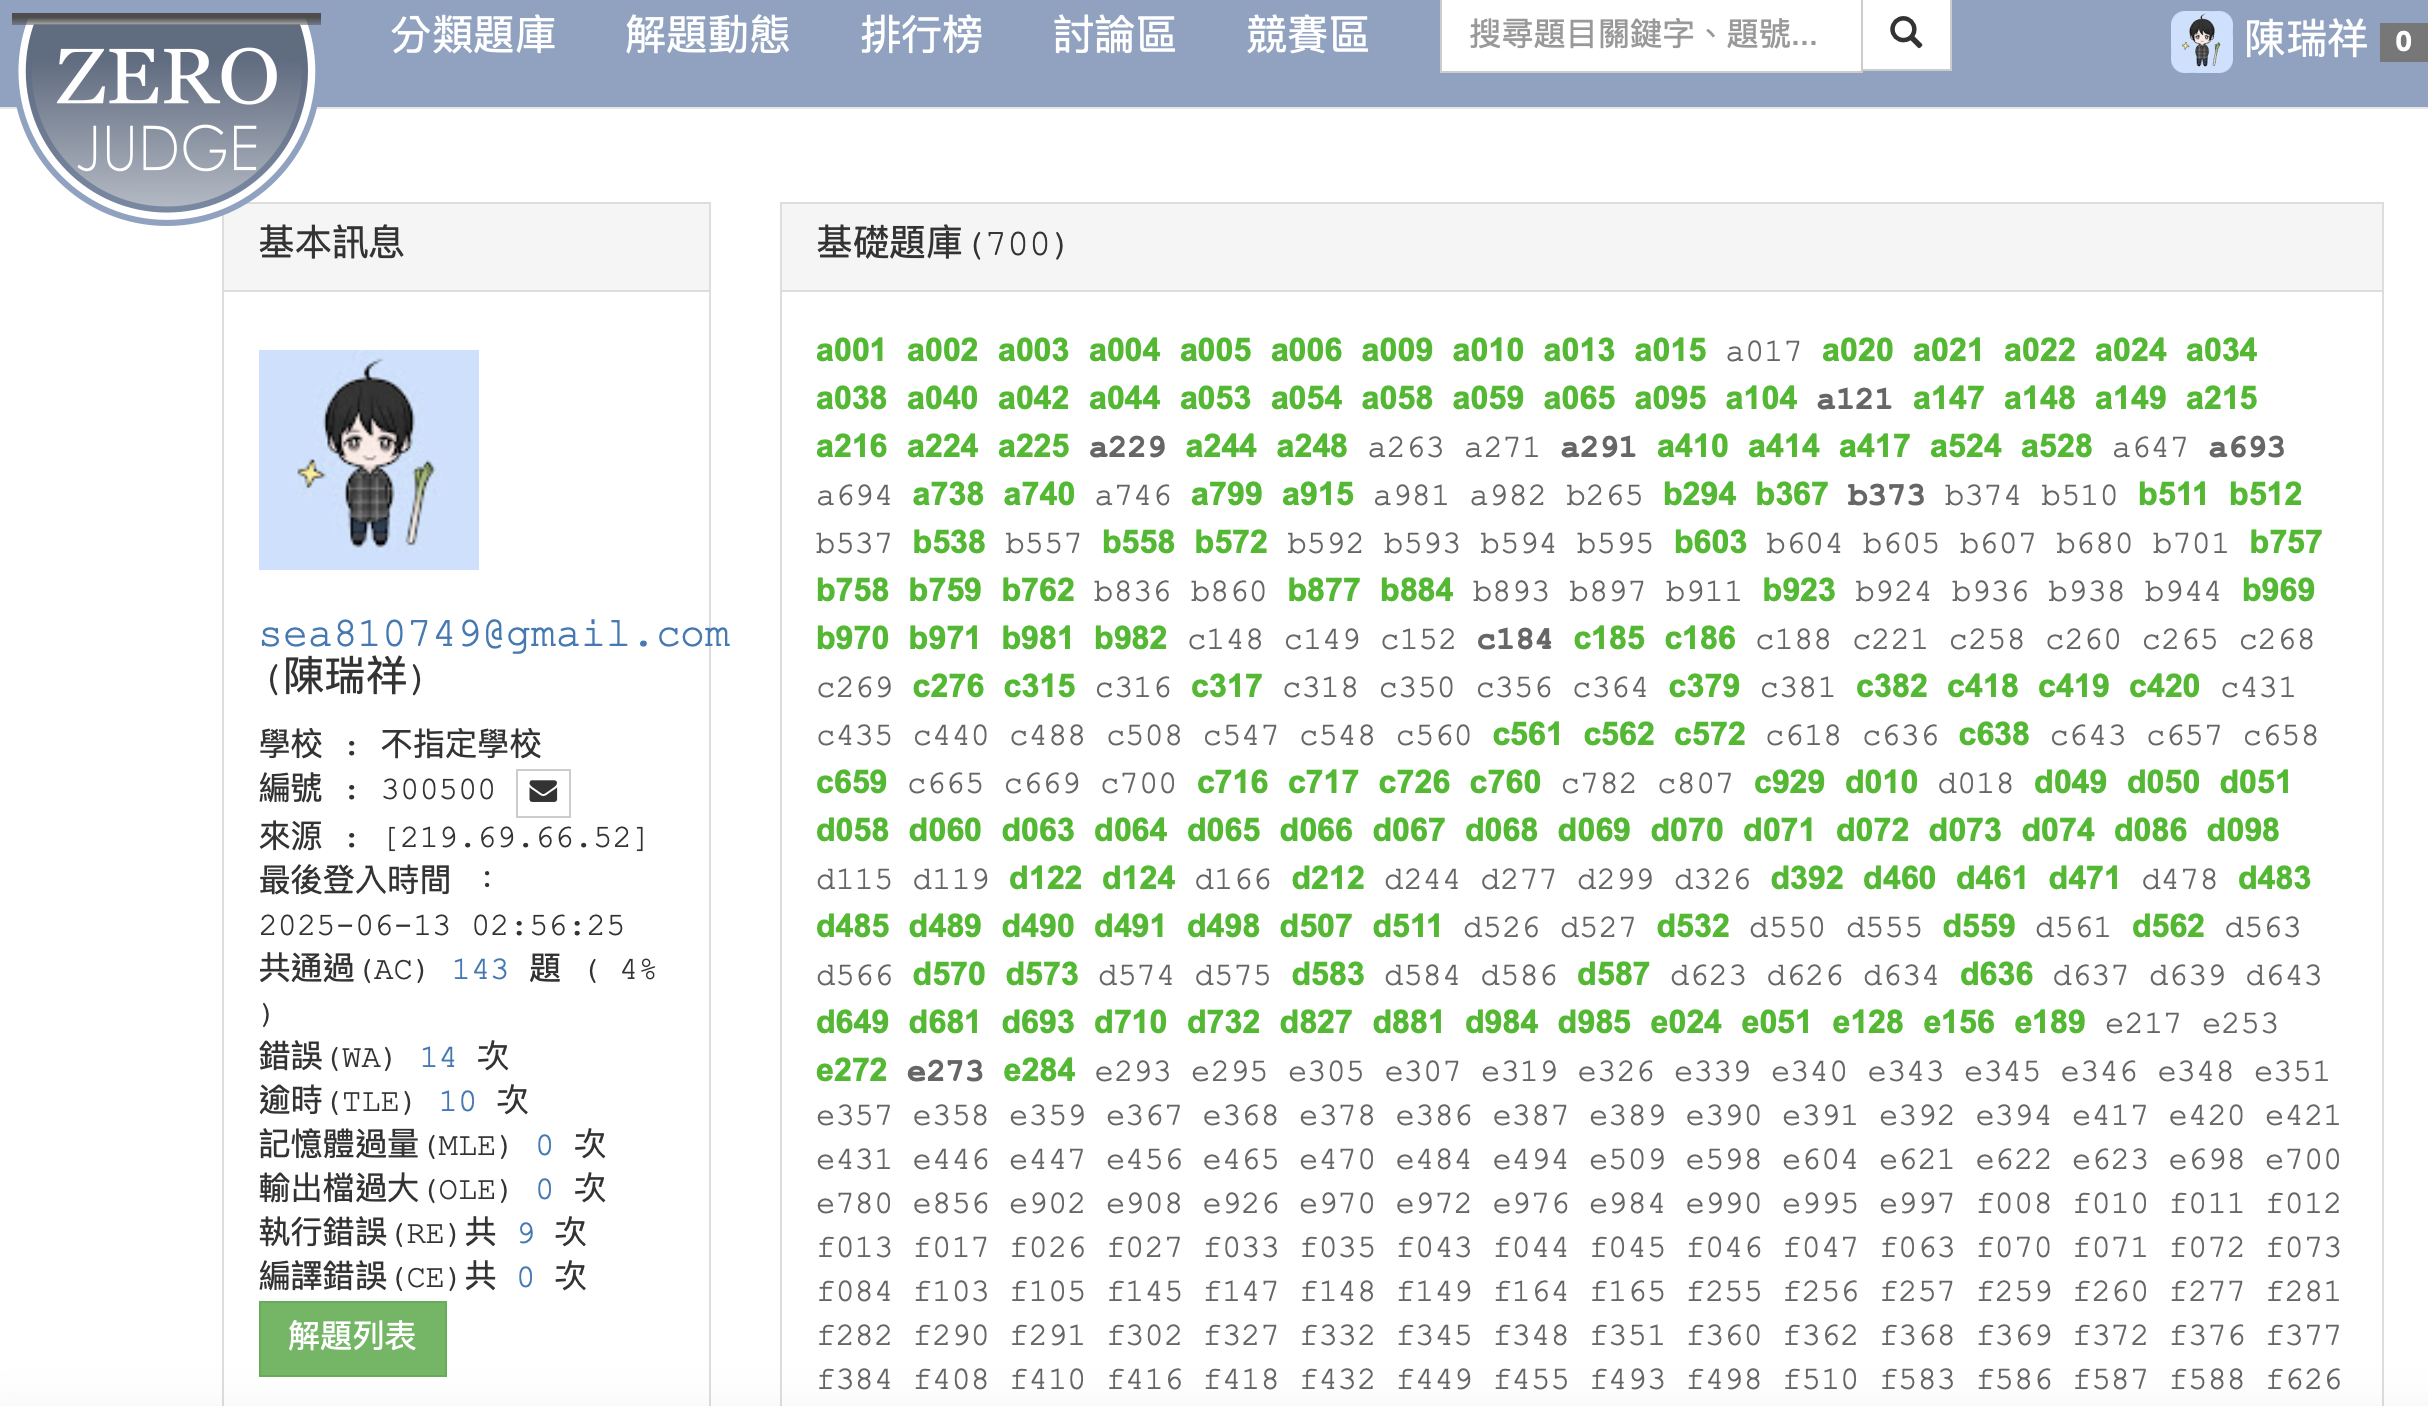 ZERO
JUDGE
分類題庫 解題動態 排行榜 討論區 競賽區 搜尋題目關鍵字、題號... 陳瑞祥 0
基本訊息
sea810749@gmail.com
(陳瑞祥)
學校 : 不指定學校
編號 : 300500
來源 : [219.69.66.52]
最後登入時間 :
2025-06-13 02:56:25
共通過(AC) 143 題 ( 4%
)
錯誤(WA) 14 次
逾時(TLE) 10 次
記憶體過量(MLE) 0 次
輸出檔過大(OLE) 0 次
執行錯誤(RE)共 9 次
編譯錯誤(CE)共 0 次
解題列表
基礎題庫(700)
a001 a002 a003 a004 a005 a006 a009 a010 a013 a015 a017 a020 a021 a022 a024 a034
a038 a040 a042 a044 a053 a054 a058 a059 a065 a095 a104 a121 a147 a148 a149 a215
a216 a224 a225 a229 a244 a248 a263 a271 a291 a410 a414 a417 a524 a528 a647 a693
a694 a738 a740 a746 a799 a915 a981 a982 b265 b294 b367 b373 b374 b510 b511 b512
b537 b538 b557 b558 b572 b592 b593 b594 b595 b603 b604 b605 b607 b680 b701 b757
b758 b759 b762 b836 b860 b877 b884 b893 b897 b911 b923 b924 b936 b938 b944 b969
b970 b971 b981 b982 c148 c149 c152 c184 c185 c186 c188 c221 c258 c260 c265 c268
c269 c276 c315 c316 c317 c318 c350 c356 c364 c379 c381 c382 c418 c419 c420 c431
c435 c440 c488 c508 c547 c548 c560 c561 c562 c572 c618 c636 c638 c643 c657 c658
c659 c665 c669 c700 c716 c717 c726 c760 c782 c807 c929 d010 d018 d049 d050 d051
d058 d060 d063 d064 d065 d066 d067 d068 d069 d070 d071 d072 d073 d074 d086 d098
d115 d119 d122 d124 d166 d212 d244 d277 d299 d326 d392 d460 d461 d471 d478 d483
d485 d489 d490 d491 d498 d507 d511 d526 d527 d532 d550 d555 d559 d561 d562 d563
d566 d570 d573 d574 d575 d583 d584 d586 d587 d623 d626 d634 d636 d637 d639 d643
d649 d681 d693 d710 d732 d827 d881 d984 d985 e024 e051 e128 e156 e189 e217 e253
e272 e273 e284 e293 e295 e305 e307 e319 e326 e339 e340 e343 e345 e346 e348 e351
e357 e358 e359 e367 e368 e378 e386 e387 e389 e390 e391 e392 e394 e417 e420 e421
e431 e446 e447 e456 e465 e470 e484 e494 e509 e598 e604 e621 e622 e623 e698 e700
e780 e856 e902 e908 e926 e970 e972 e976 e984 e990 e995 e997 f008 f010 f011 f012
f013 f017 f026 f027 f033 f035 f043 f044 f045 f046 f047 f063 f070 f071 f072 f073
f084 f103 f105 f145 f147 f148 f149 f164 f165 f255 f256 f257 f259 f260 f277 f281
f282 f290 f291 f302 f327 f332 f345 f348 f351 f360 f362 f368 f369 f372 f376 f377
f384 f408 f410 f416 f418 f432 f449 f455 f493 f498 f510 f583 f586 f587 f588 f626